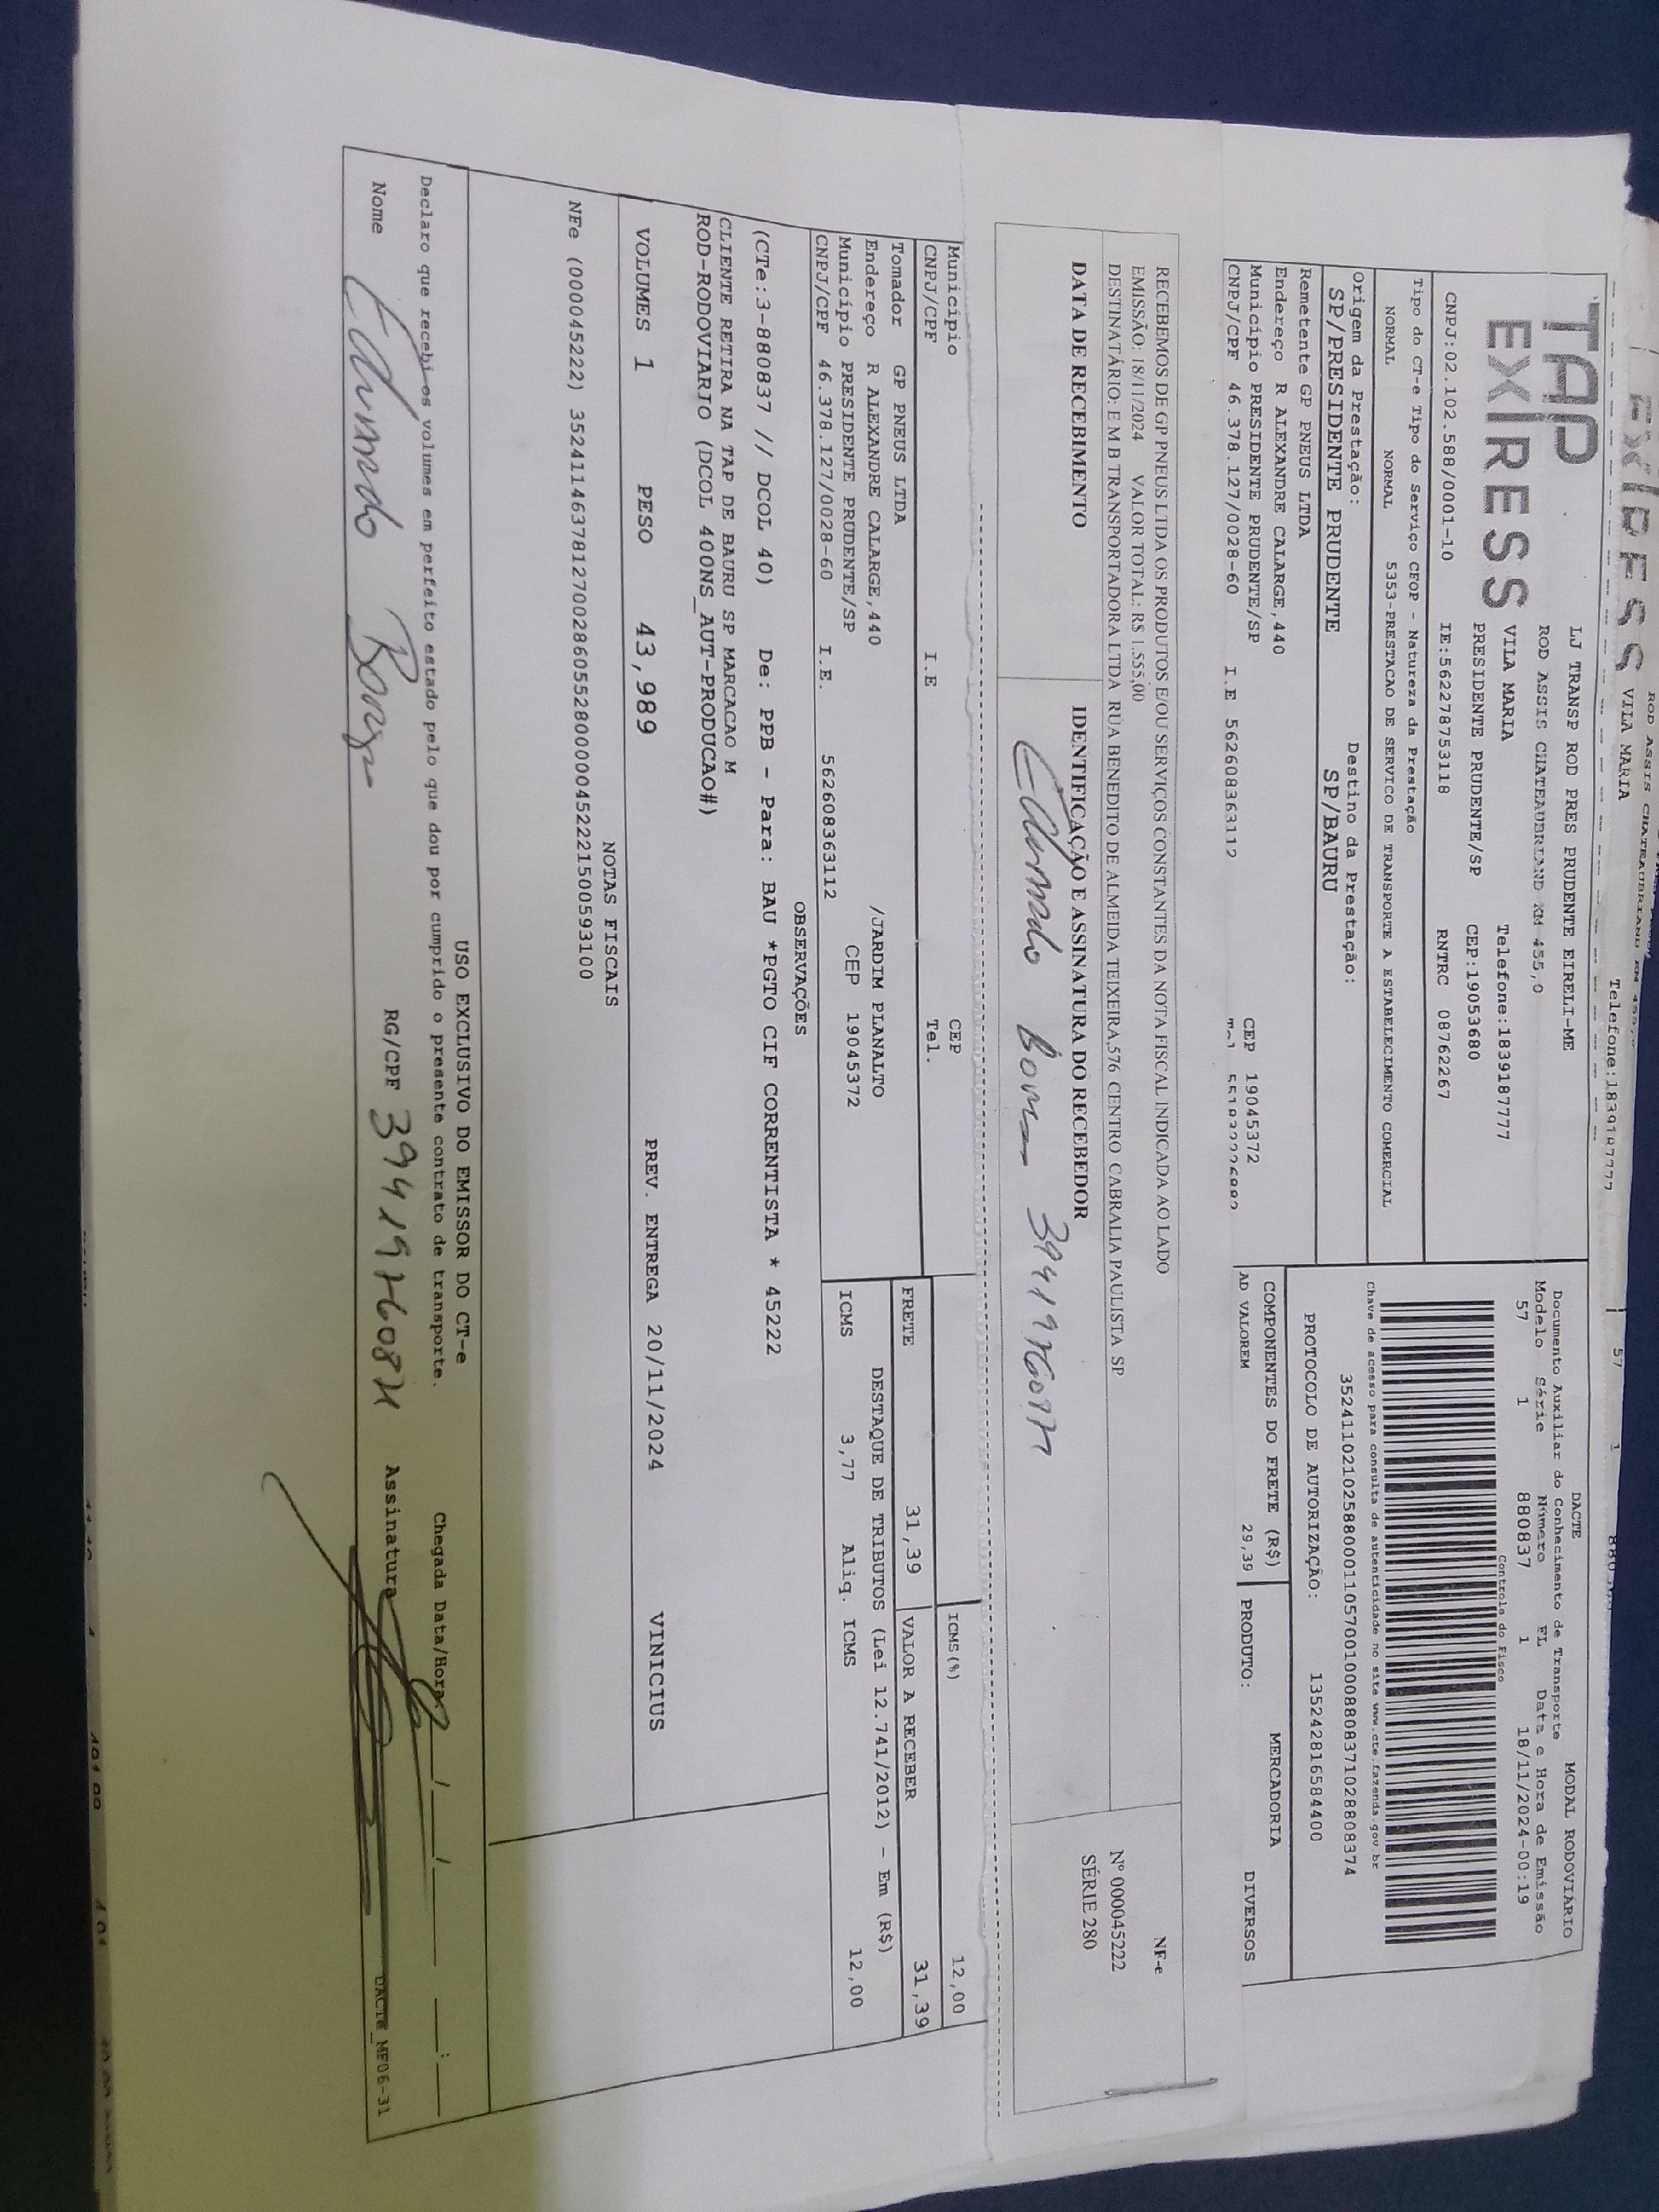 EXPRESS VILA MARIA
Telefone:1839187777
57 1
TAP
EXPRESS
LJ TRANSP ROD PRES PRUDENTE EIRELI-ME
ROD ASSIS CHATEAUBRIAND KM 455,0
VILA MARIA Telefone:1839187777
PRESIDENTE PRUDENTE/SP CEP:19053680
CNPJ:02.102.588/0001-10 IE:562278753118 RNTRC 08762267
DACTE MODAL RODOVIARIO
Documento Auxiliar do Conhecimento de Transporte
Modelo Série Número FL Data e Hora de Emissão
57 1 880837 1 18/11/2024-00:19
Controle do Fisco
Chave de acesso para consulta de autenticidade no site www.cte.fazenda.gov.br
35241102102588000110570010008808371028808374
PROTOCOLO DE AUTORIZAÇÃO: 135242816584400
Tipo do CT-e Tipo do Serviço CFOP - Natureza da Prestação
NORMAL NORMAL 5353-PRESTACAO DE SERVICO DE TRANSPORTE A ESTABELECIMENTO COMERCIAL
Origem da Prestação: Destino da Prestação:
SP/PRESIDENTE PRUDENTE SP/BAURU
Remetente GP PNEUS LTDA
Endereço R ALEXANDRE CALARGE,440
Município PRESIDENTE PRUDENTE/SP CEP 19045372
CNPJ/CPF 46.378.127/0028-60 I.E 562608363112
COMPONENTES DO FRETE (R$) MERCADORIA
AD VALOREM 29,39 PRODUTO: DIVERSOS
RECEBEMOS DE GP PNEUS LTDA OS PRODUTOS E/OU SERVIÇOS CONSTANTES DA NOTA FISCAL INDICADA AO LADO
EMISSÃO: 18/11/2024 VALOR TOTAL: R$ 1.555,00
DESTINATÁRIO: E M B TRANSPORTADORA LTDA RUA BENEDITO DE ALMEIDA TEIXEIRA,576 CENTRO CABRALIA PAULISTA SP
NF-e
Nº 000045222
SÉRIE 280
DATA DE RECEBIMENTO IDENTIFICAÇÃO E ASSINATURA DO RECEBEDOR
Município CEP
CNPJ/CPF I.E Tel.
ICMS(%) 12,00
Tomador GP PNEUS LTDA
Endereço R ALEXANDRE CALARGE,440 /JARDIM PLANALTO
Município PRESIDENTE PRUDENTE/SP CEP 19045372
CNPJ/CPF 46.378.127/0028-60 I.E. 562608363112
FRETE 31,39 VALOR A RECEBER 31,39
DESTAQUE DE TRIBUTOS (Lei 12.741/2012) - Em (R$)
ICMS 3,77 Aliq. ICMS 12,00
OBSERVAÇÕES
(CTe:3-880837 // DCOL 40) De: PPB - Para: BAU *PGTO CIF CORRENTISTA * 45222
CLIENTE RETIRA NA TAP DE BAURU SP MARCACAO M
ROD-RODOVIARIO (DCOL 400NS_AUT-PRODUCAO#)
VOLUMES 1 PESO 43,989 PREV. ENTREGA 20/11/2024 VINICIUS
NOTAS FISCAIS
NFe (000045222) 35241146378127002860552800000452221500593100
USO EXCLUSIVO DO EMISSOR DO CT-e
Declaro que recebi os volumes em perfeito estado pelo que dou por cumprido o presente contrato de transporte. Chegada Data/Hora: __/__/____ __:__
Nome RG/CPF Assinatura
DACTE_MF06-31